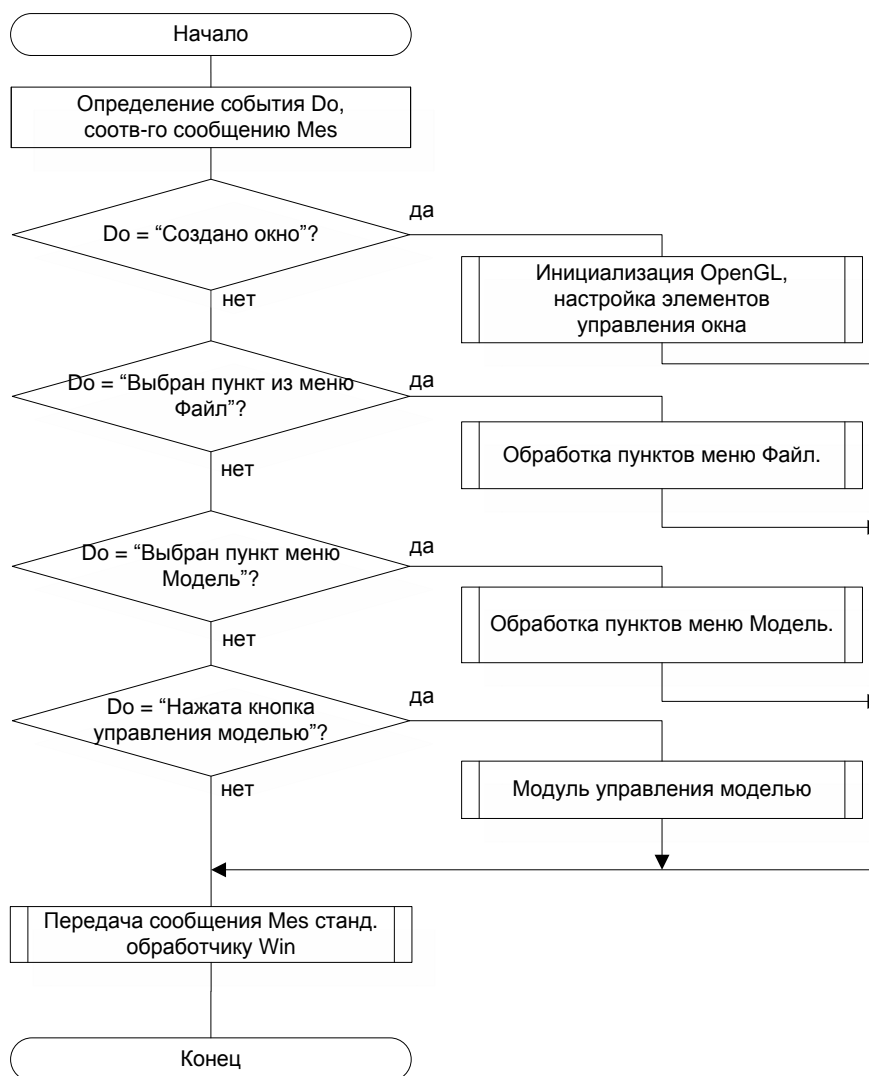 Начало
Определение события Do,
соотв-го сообщению Mes
Do = “Создано окно”?
да
нет
Инициализация OpenGL,
настройка элементов
управления окна
Do = “Выбран пункт из меню
Файл”?
да
нет
Обработка пунктов меню Файл.
Do = “Выбран пункт меню
Модель”?
да
нет
Обработка пунктов меню Модель.
Do = “Нажата кнопка
управления моделью”?
да
нет
Модуль управления моделью
Передача сообщения Mes станд.
обработчику Win
Конец